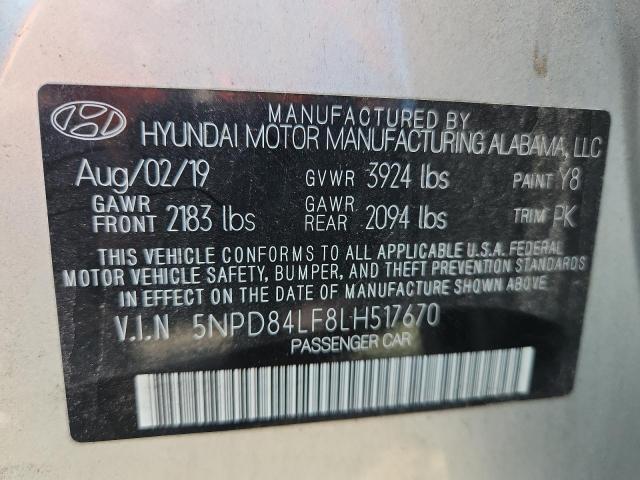 MANUFACTURED BY
HYUNDAI MOTOR MANUFACTURING ALABAMA, LLC
Aug/02/19 GVWR 3924 lbs PAINT Y8
GAWR FRONT 2183 lbs GAWR REAR 2094 lbs TRIM PK
THIS VEHICLE CONFORMS TO ALL APPLICABLE U.S.A. FEDERAL
MOTOR VEHICLE SAFETY, BUMPER, AND THEFT PREVENTION STANDARDS
IN EFFECT ON THE DATE OF MANUFACTURE SHOWN ABOVE.
V.I.N 5NPD84LF8LH517670
PASSENGER CAR